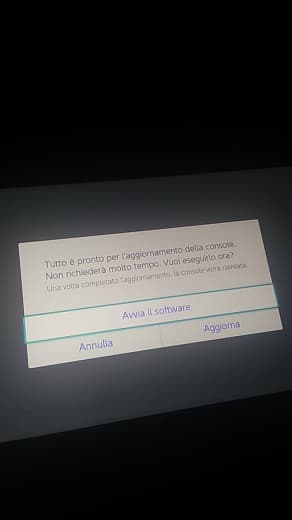 Tutto è pronto per l'aggiornamento della console.
Non richiederà molto tempo. Vuoi eseguirlo ora?
Una volta completato l'aggiornamento, la console verrà riavviata.
Avvia il software
Annulla
Aggiorna